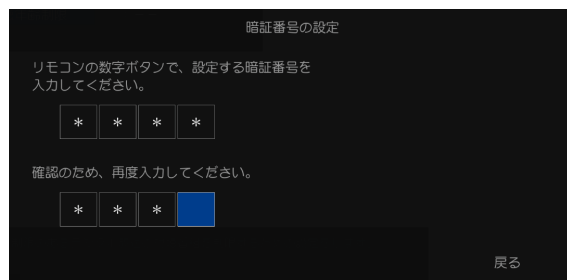 暗証番号の設定
リモコンの数字ボタンで、設定する暗証番号を
入力してください。
* * * *
確認のため、再度入力してください。
* * *
戻る